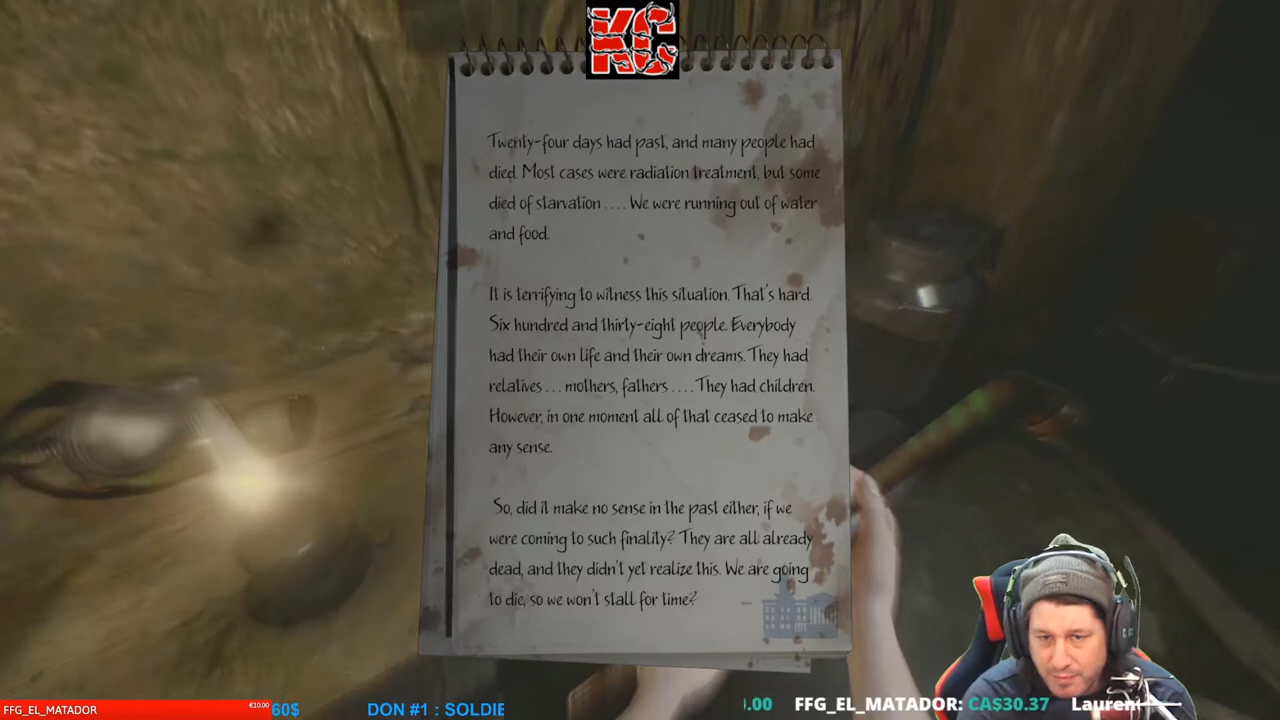 KC
Twenty-four days had past, and many people had
died. Most cases were radiation treatment, but some
died of starvation .... We were running out of water
and food.
It is terrifying to witness this situation. That's hard.
Six hundred and thirty-eight people. Everybody
had their own life and their own dreams. They had
relatives ... mothers, fathers .... They had children.
However, in one moment all of that ceased to make
any sense.
So, did it make no sense in the past either, if we
were coming to such finality? They are all already
dead, and they didn't yet realize this. We are going
to die, so we won't stall for time?
FFG_EL_MATADOR €10.00 60$ DON #1 : SOLDIE .00 FFG_EL_MATADOR: CA$30.37 Lauren